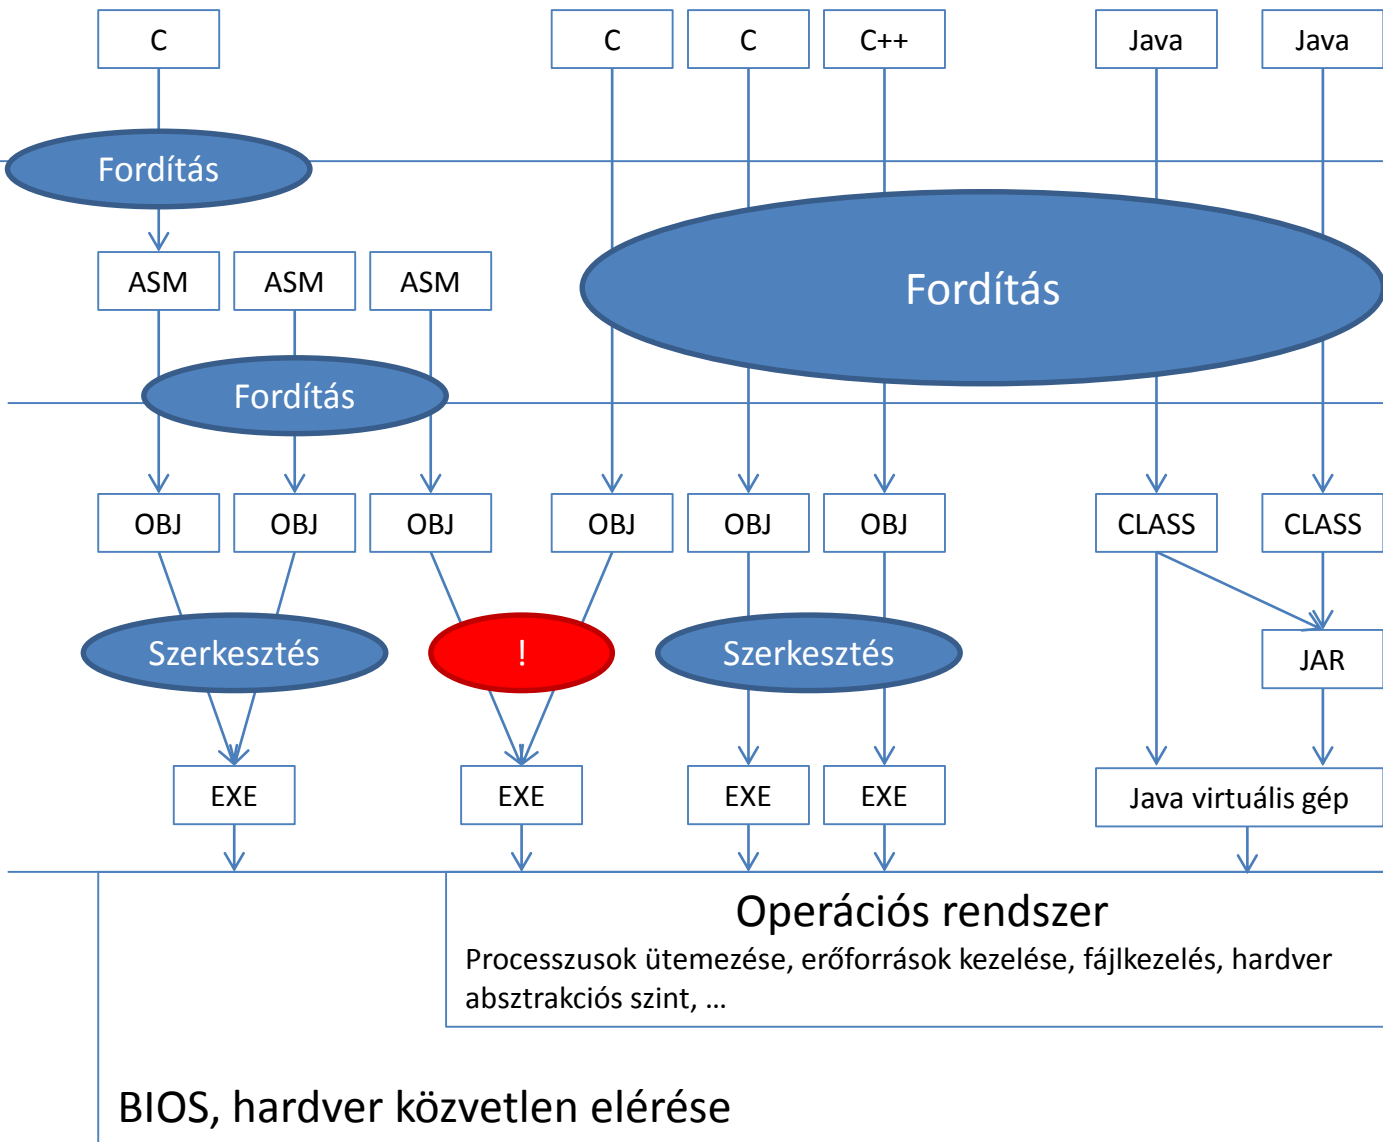 C
C
C
C++
Java
Java
Fordítás
Fordítás
ASM
ASM
ASM
Fordítás
OBJ
OBJ
OBJ
OBJ
OBJ
OBJ
CLASS
CLASS
Szerkesztés
!
Szerkesztés
JAR
EXE
EXE
EXE
EXE
Java virtuális gép
Operációs rendszer
Processzusok ütemezése, erőforrások kezelése, fájlkezelés, hardver
absztrakciós szint, ...
BIOS, hardver közvetlen elérése